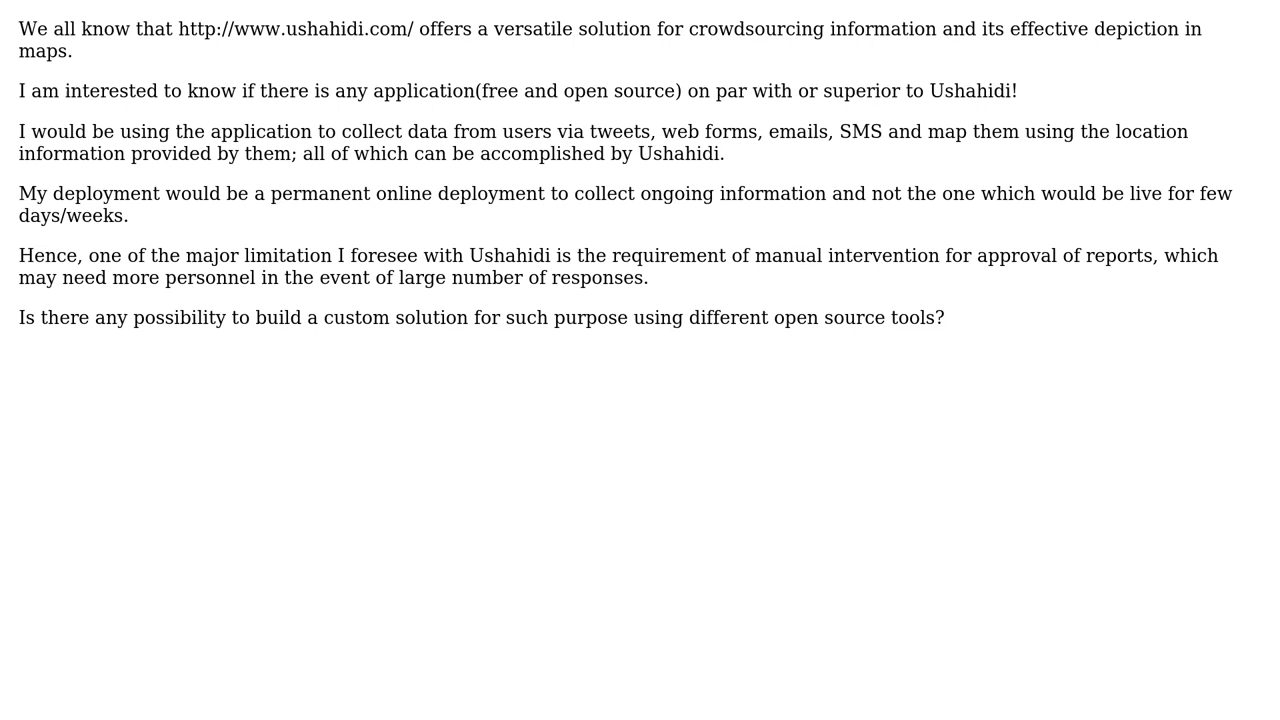 We all know that http://www.ushahidi.com/ offers a versatile solution for crowdsourcing information and its effective depiction in
maps.
I am interested to know if there is any application(free and open source) on par with or superior to Ushahidi!
I would be using the application to collect data from users via tweets, web forms, emails, SMS and map them using the location
information provided by them; all of which can be accomplished by Ushahidi.
My deployment would be a permanent online deployment to collect ongoing information and not the one which would be live for few
days/weeks.
Hence, one of the major limitation I foresee with Ushahidi is the requirement of manual intervention for approval of reports, which
may need more personnel in the event of large number of responses.
Is there any possibility to build a custom solution for such purpose using different open source tools?